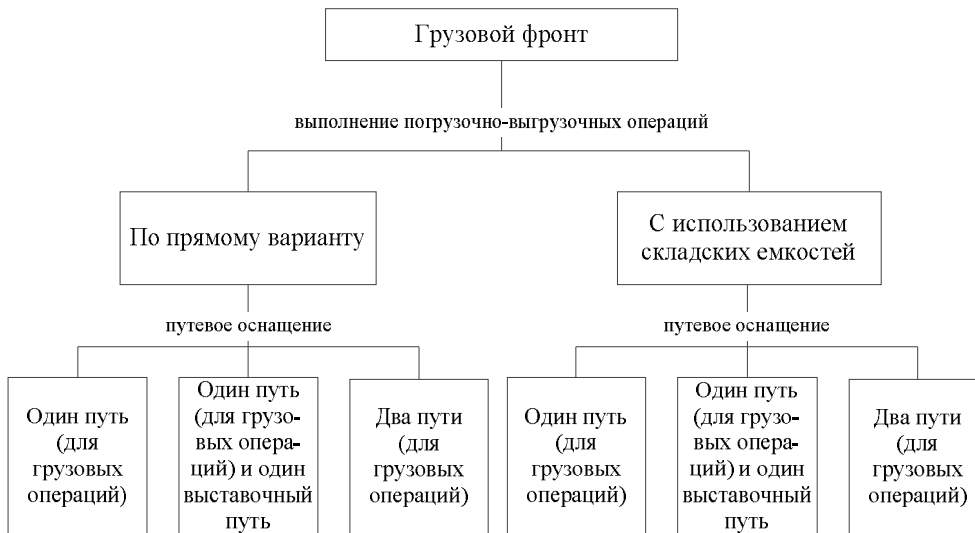 Грузовой фронт
выполнение погрузочно-выгрузочных операций
По прямому варианту
С использованием
складских емкостей
путевое оснащение
путевое оснащение
Один путь
(для
грузовых
операций)
Один путь
(для грузо-
вых опера-
ций) и один
выставочный
путь
Два пути
(для
грузовых
операций)
Один путь
(для
грузовых
операций)
Один путь
(для грузо-
вых опера-
ций) и один
выставочный
путь
Два пути
(для
грузовых
операций)